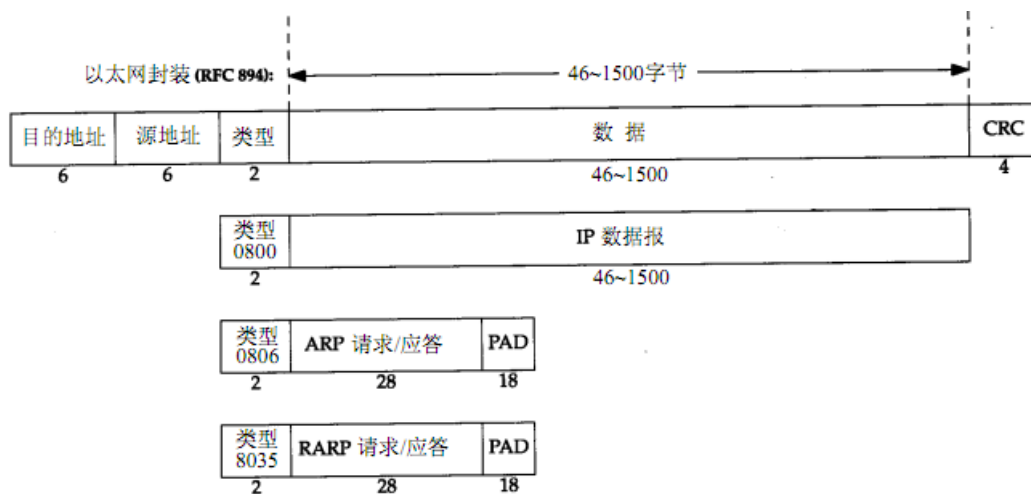 以太网封装 (RFC 894): 46~1500字节
目的地址 源地址 类型 数 据 CRC
6 6 2 46~1500 4
类型 0800 IP 数据报
2 46~1500
类型 0806 ARP 请求/应答 PAD
2 28 18
类型 8035 RARP 请求/应答 PAD
2 28 18